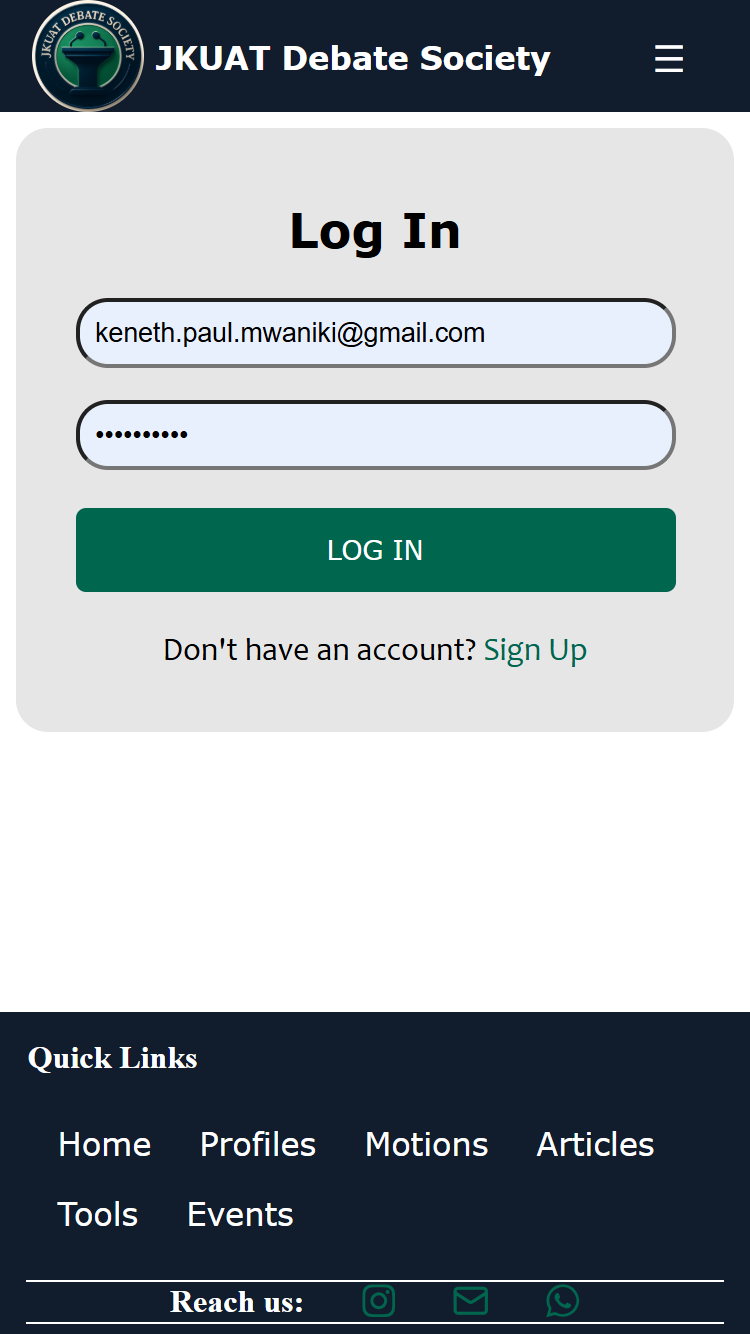 JKUAT DEBATE SOCIETY
JKUAT Debate Society
Log In
keneth.paul.mwaniki@gmail.com
••••••••••
LOG IN
Don't have an account? Sign Up
Quick Links
Home Profiles Motions Articles
Tools Events
Reach us: